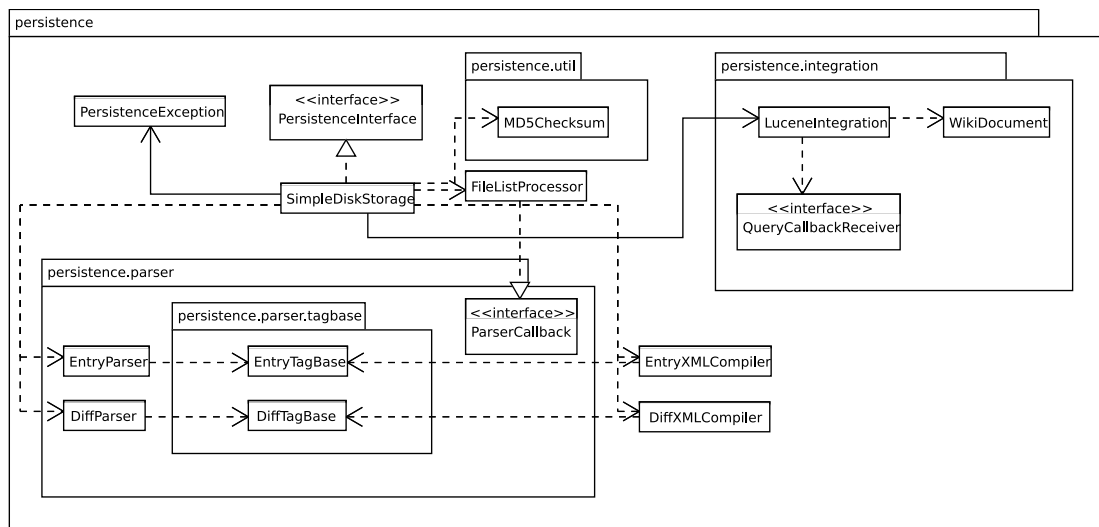 persistence
persistence.util
persistence.integration
PersistenceException
<<interface>>
PersistenceInterface
MD5Checksum
LuceneIntegration
WikiDocument
SimpleDiskStorage
FileListProcessor
<<interface>>
QueryCallbackReceiver
persistence.parser
<<interface>>
ParserCallback
persistence.parser.tagbase
EntryParser
EntryTagBase
EntryXMLCompiler
DiffParser
DiffTagBase
DiffXMLCompiler